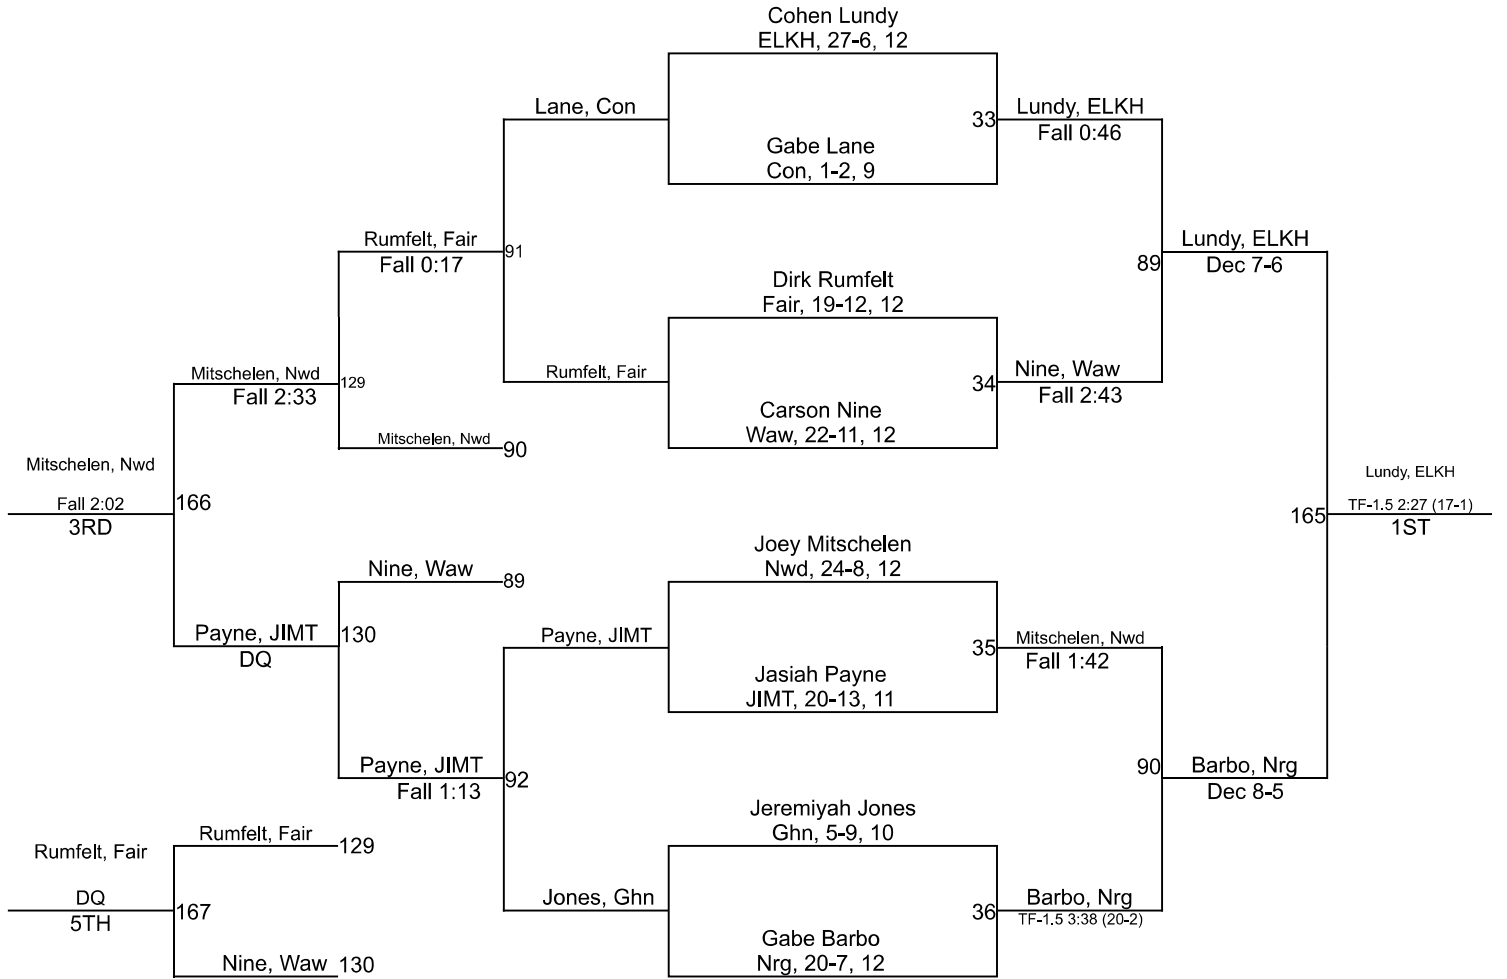 Cohen Lundy
ELKH, 27-6, 12
Lane, Con
33
Lundy, ELKH
Fall 0:46
Gabe Lane
Con, 1-2, 9
Rumfelt, Fair
Fall 0:17
91
89
Lundy, ELKH
Dec 7-6
Dirk Rumfelt
Fair, 19-12, 12
Mitschelen, Nwd
Fall 2:33
129
Rumfelt, Fair
34
Nine, Waw
Fall 2:43
Carson Nine
Waw, 22-11, 12
Mitschelen, Nwd
90
Mitschelen, Nwd
Fall 2:02
3RD
166
165
Lundy, ELKH
TF-1.5 2:27 (17-1)
1ST
Joey Mitschelen
Nwd, 24-8, 12
Nine, Waw
89
Payne, JIMT
DQ
130
Payne, JIMT
35
Mitschelen, Nwd
Fall 1:42
Jasiah Payne
JIMT, 20-13, 11
Payne, JIMT
Fall 1:13
92
90
Barbo, Nrg
Dec 8-5
Jeremiyah Jones
Ghn, 5-9, 10
Rumfelt, Fair
129
Rumfelt, Fair
DQ
5TH
167
Jones, Ghn
36
Barbo, Nrg
TF-1.5 3:38 (20-2)
Gabe Barbo
Nrg, 20-7, 12
Nine, Waw
130